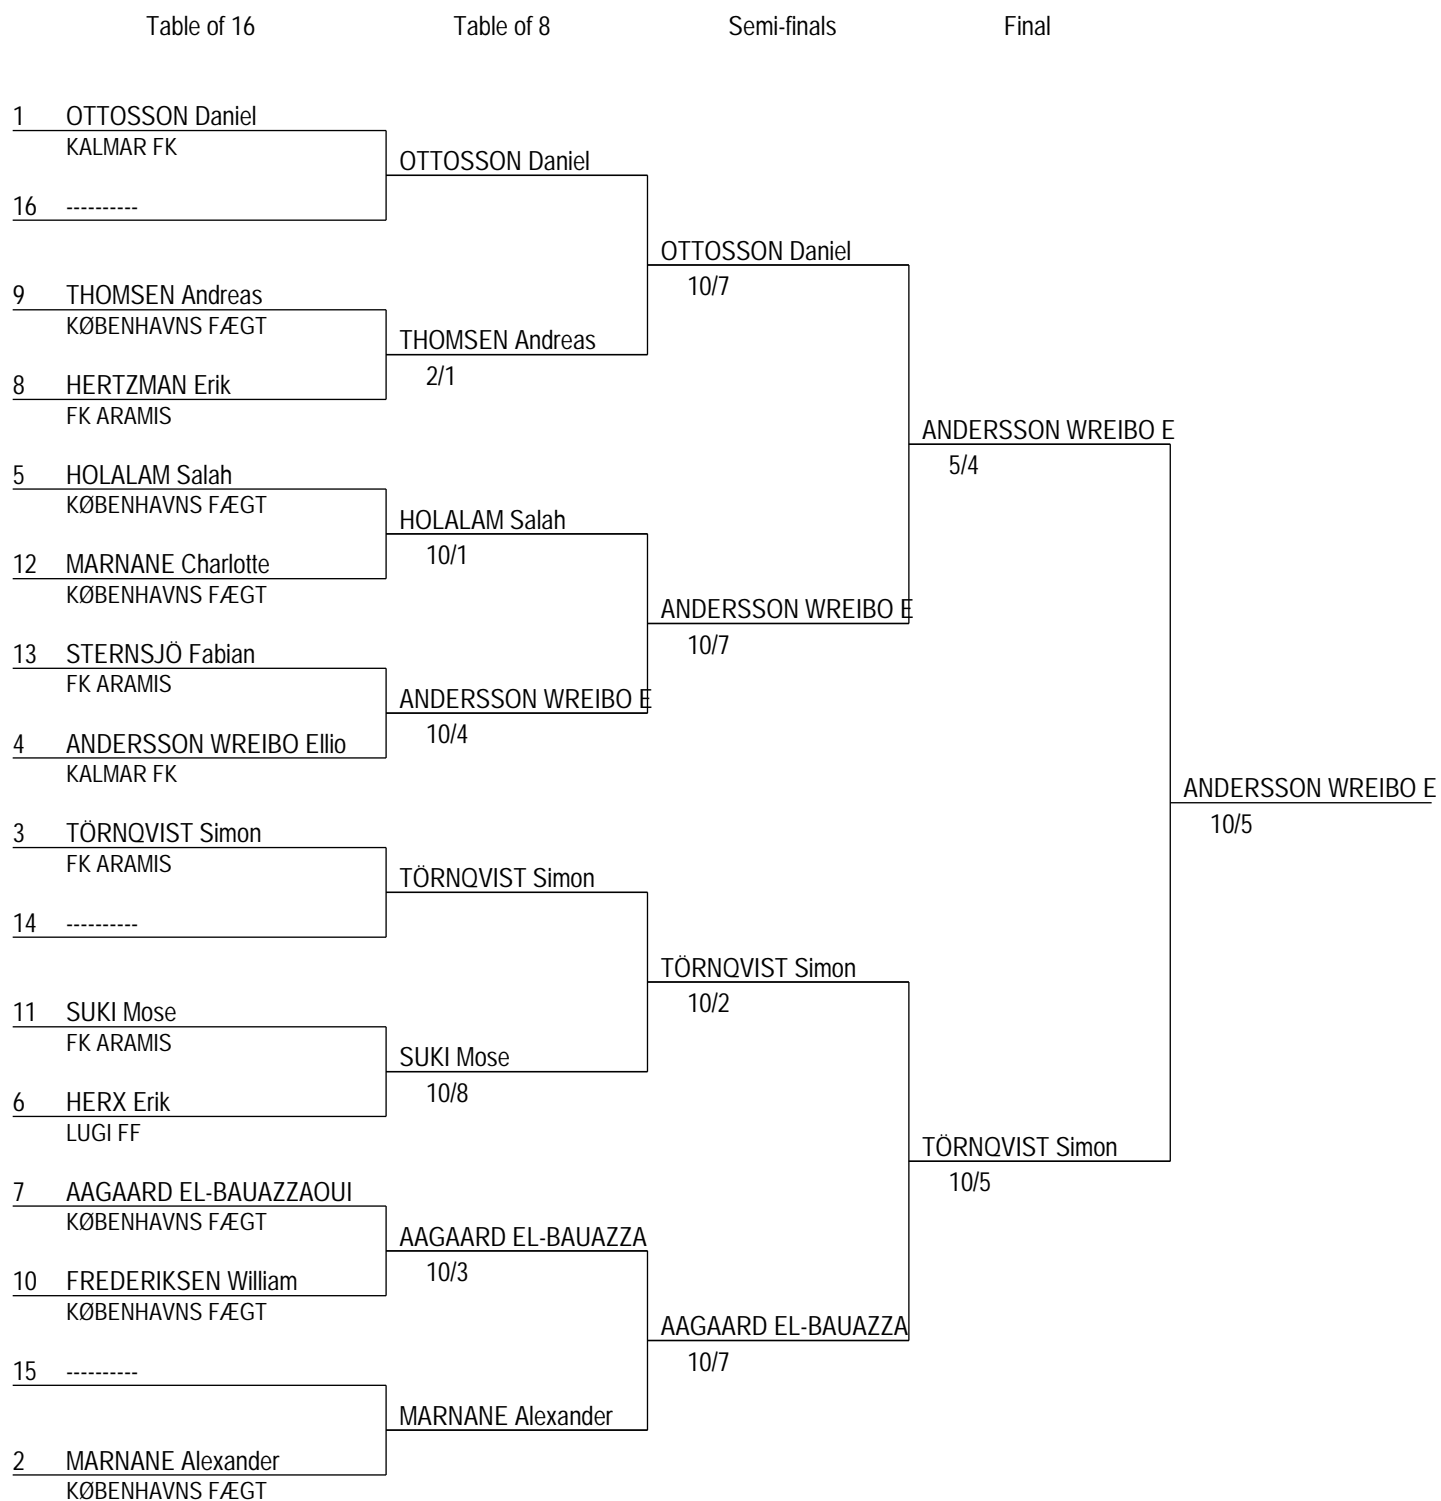 Table of 16 Table of 8 Semi-finals Final
1 OTTOSSON Daniel
KALMAR FK
OTTOSSON Daniel
16 ----------
OTTOSSON Daniel
10/7
9 THOMSEN Andreas
KØBENHAVNS FÆGT
THOMSEN Andreas
2/1
8 HERTZMAN Erik
FK ARAMIS
ANDERSSON WREIBO E
5/4
5 HOLALAM Salah
KØBENHAVNS FÆGT
HOLALAM Salah
10/1
12 MARNANE Charlotte
KØBENHAVNS FÆGT
ANDERSSON WREIBO E
10/7
13 STERNSJÖ Fabian
FK ARAMIS
ANDERSSON WREIBO E
10/4
4 ANDERSSON WREIBO Ellio
KALMAR FK
ANDERSSON WREIBO E
10/5
3 TÖRNQVIST Simon
FK ARAMIS
TÖRNQVIST Simon
14 ----------
TÖRNQVIST Simon
10/2
11 SUKI Mose
FK ARAMIS
SUKI Mose
10/8
6 HERX Erik
LUGI FF
TÖRNQVIST Simon
10/5
7 AAGAARD EL-BAUAZZAOUI
KØBENHAVNS FÆGT
AAGAARD EL-BAUAZZA
10/3
10 FREDERIKSEN William
KØBENHAVNS FÆGT
AAGAARD EL-BAUAZZA
10/7
15 ----------
MARNANE Alexander
2 MARNANE Alexander
KØBENHAVNS FÆGT